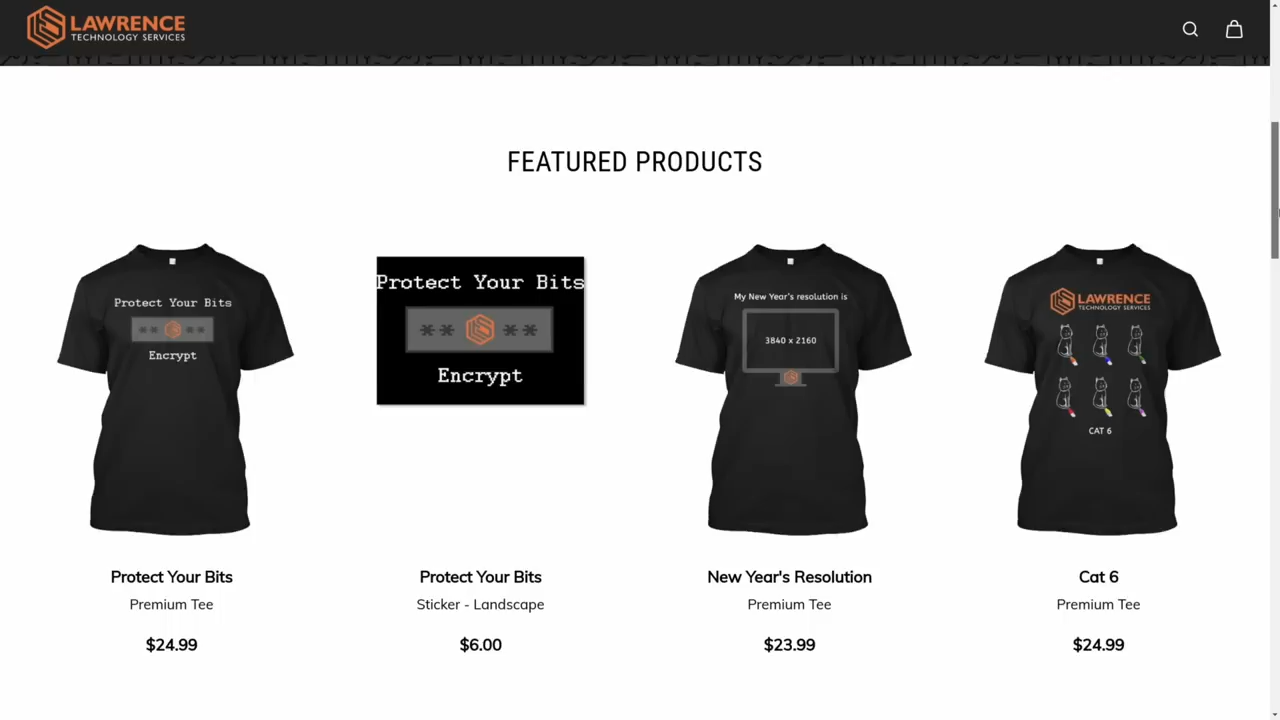 LAWRENCE
TECHNOLOGY SERVICES
FEATURED PRODUCTS
Protect Your Bits
** **
Encrypt
Protect Your Bits
** **
Encrypt
My New Year's resolution is
3840 x 2160
LAWRENCE
TECHNOLOGY SERVICES
CAT 6
Protect Your Bits
Premium Tee
$24.99
Protect Your Bits
Sticker - Landscape
$6.00
New Year's Resolution
Premium Tee
$23.99
Cat 6
Premium Tee
$24.99